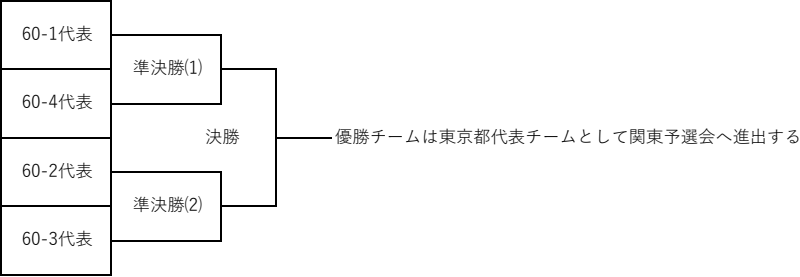 60-1代表
準決勝(1)
60-4代表
決勝
優勝チームは東京都代表チームとして関東予選会へ進出する
60-2代表
準決勝(2)
60-3代表